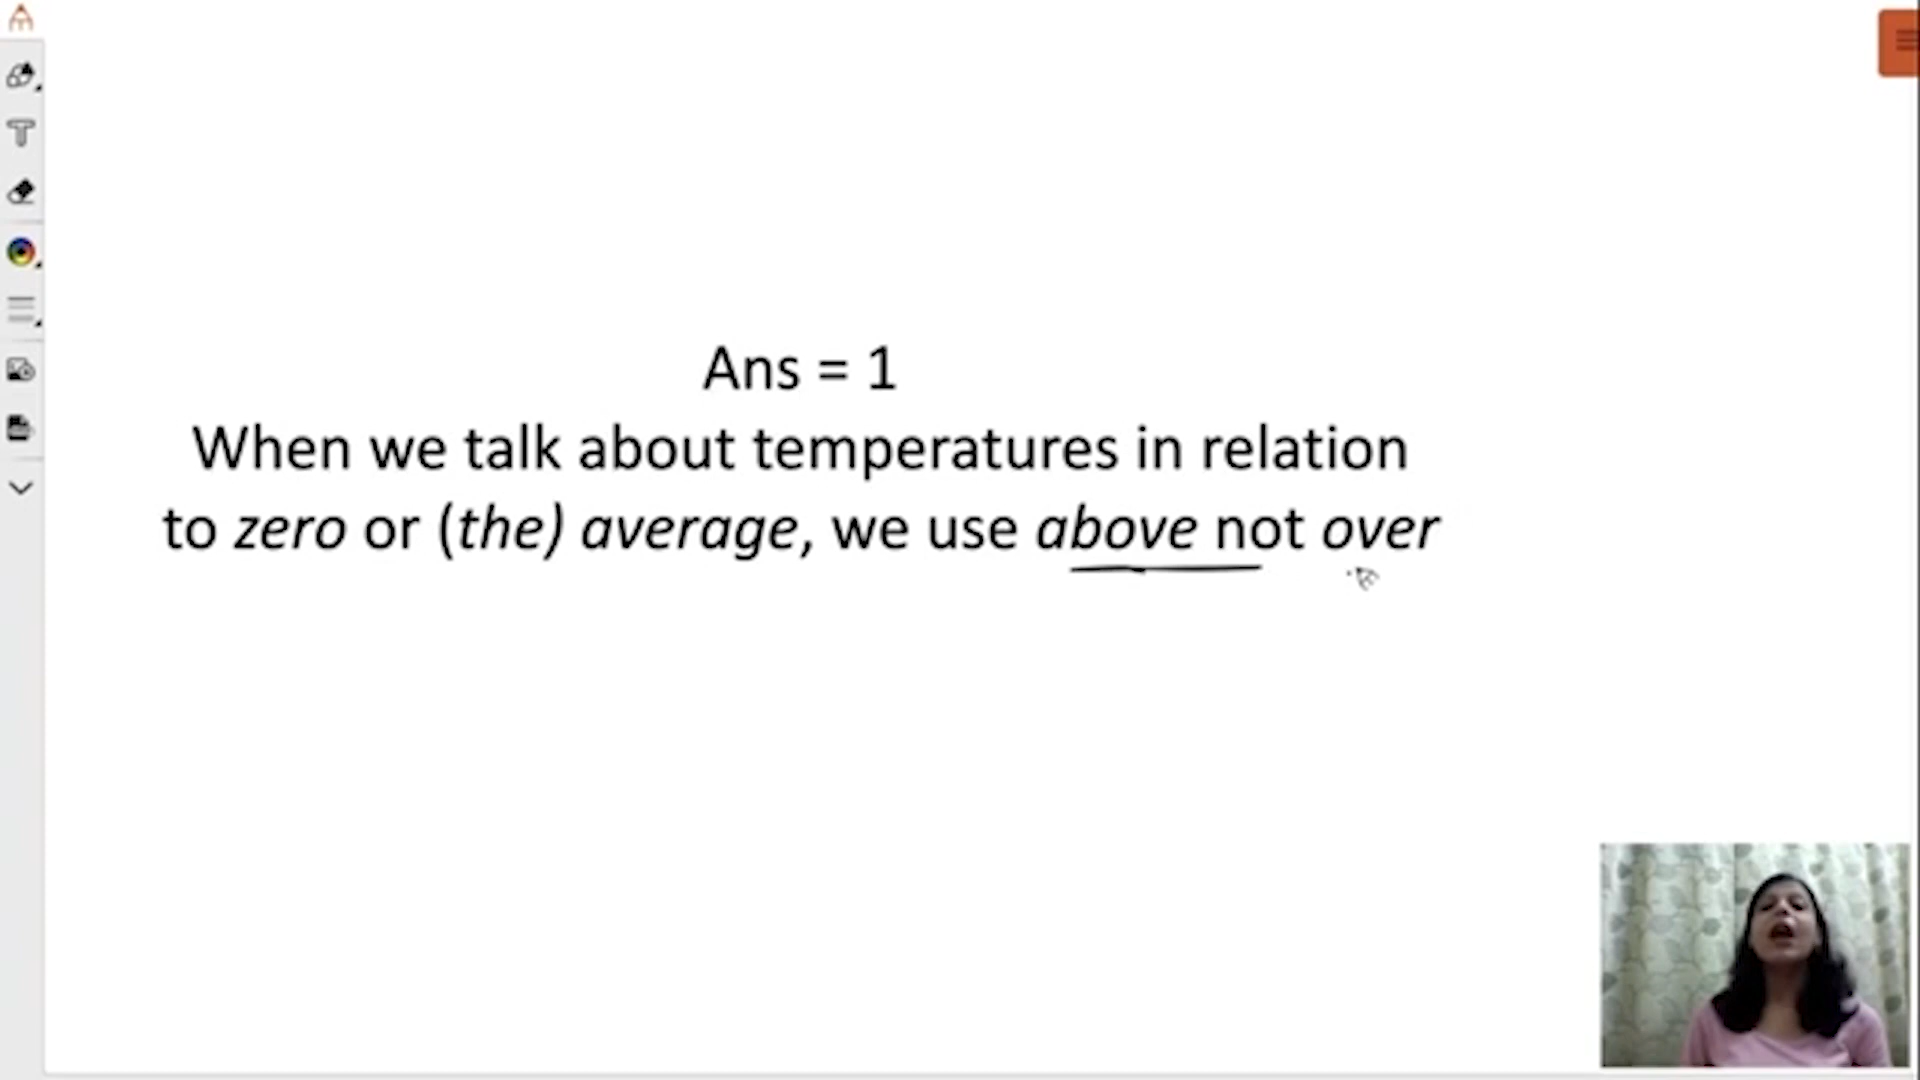 Ans = 1
When we talk about temperatures in relation
to zero or (the) average, we use above not over